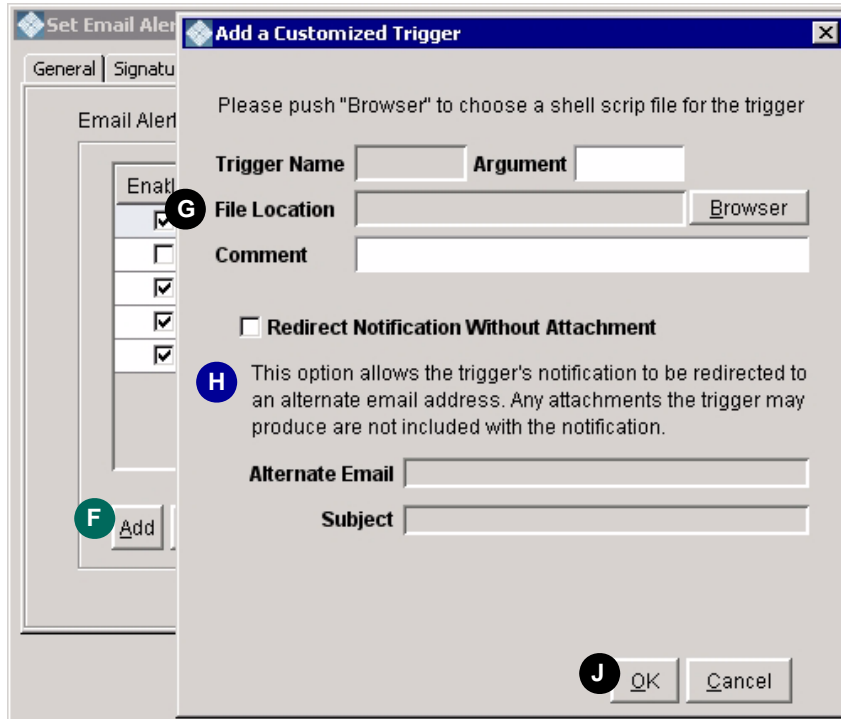 Set Email Aler
Add a Customized Trigger
General Signatu
Please push "Browser" to choose a shell scrip file for the trigger
Email Alert
Trigger Name Argument
Enabl
G File Location Browser
Comment
Redirect Notification Without Attachment
H This option allows the trigger's notification to be redirected to
an alternate email address. Any attachments the trigger may
produce are not included with the notification.
Alternate Email
F Add Subject
J OK Cancel